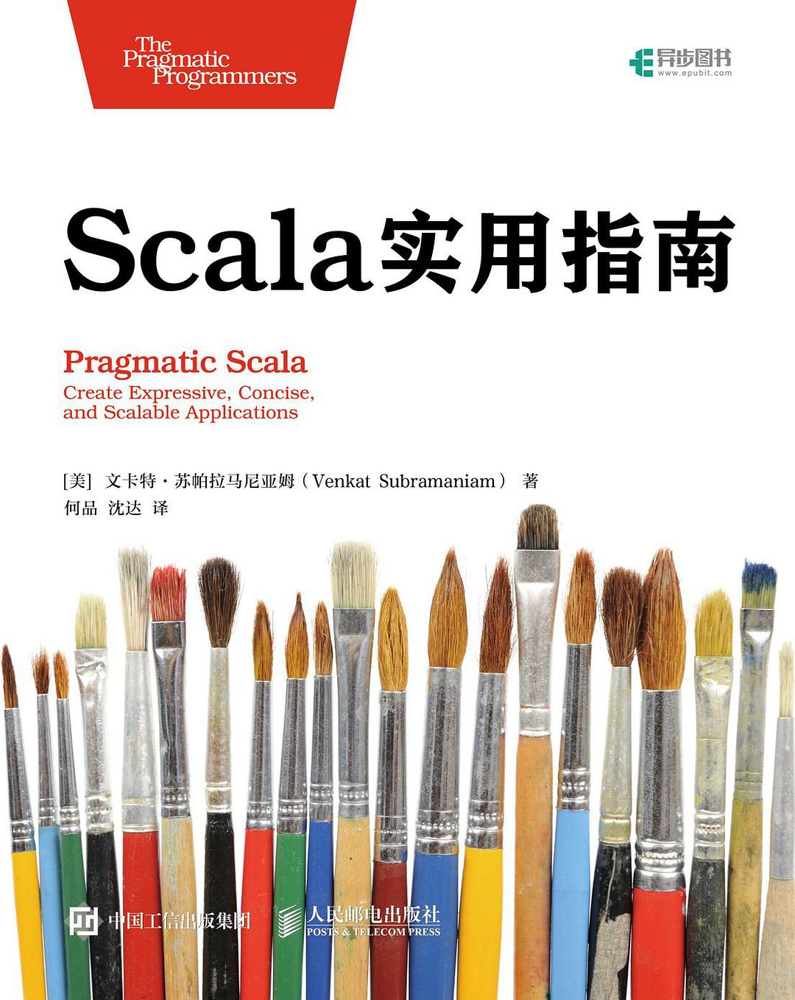 The
Pragmatic
Programmers
异步图书
www.epubit.com
Scala实用指南
Pragmatic Scala
Create Expressive, Concise,
and Scalable Applications
[美] 文卡特·苏帕拉马尼亚姆（Venkat Subramaniam） 著
何品 沈达 译
中国工信出版集团
人民邮电出版社
POSTS & TELECOM PRESS